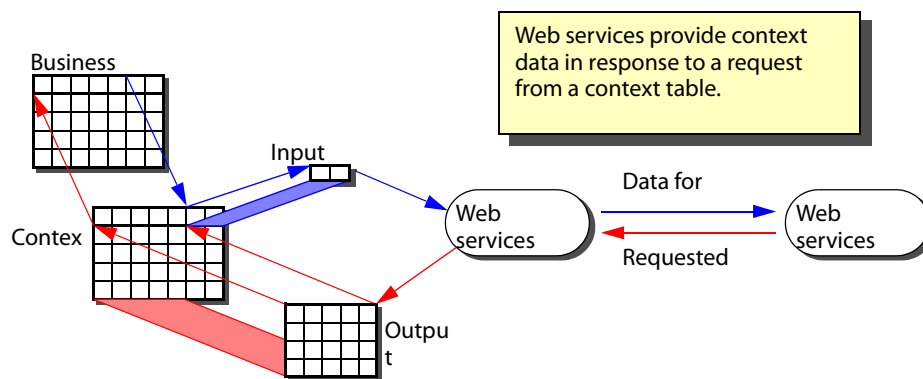 Web services provide context
data in response to a request
from a context table.
Business
Input
Contex
Outpu
t
Web
services
Data for
Requested
Web
services